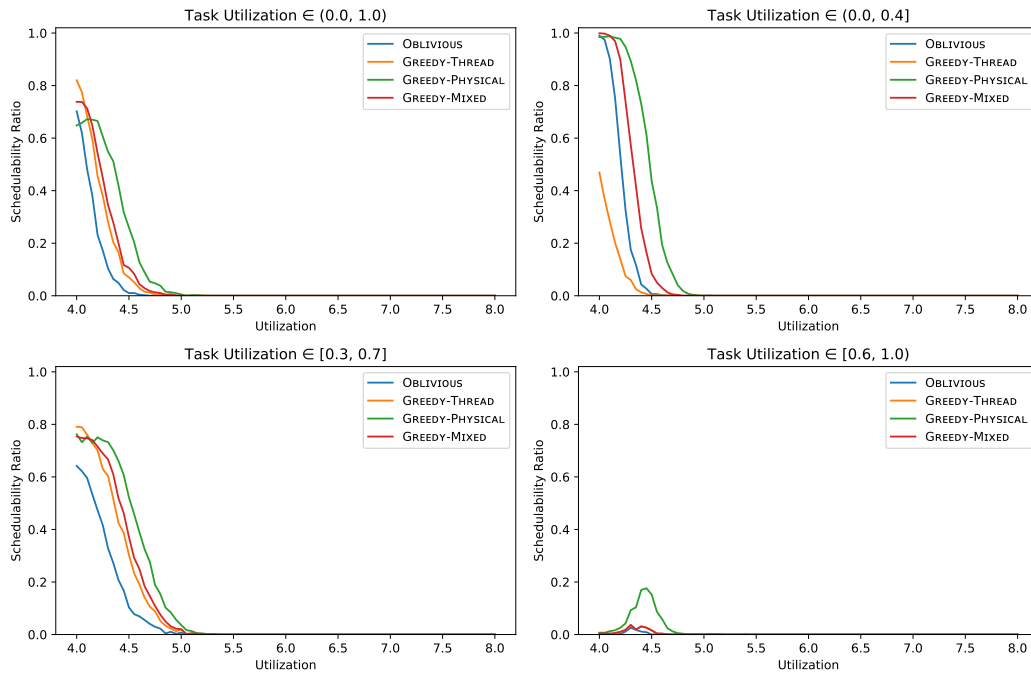 Task Utilization ∈ (0.0, 1.0)
Schedulability Ratio
1.0
0.8
0.6
0.4
0.2
0.0
Oblivious
Greedy-Thread
Greedy-Physical
Greedy-Mixed
4.0 4.5 5.0 5.5 6.0 6.5 7.0 7.5 8.0
Utilization
Task Utilization ∈ (0.0, 0.4]
Schedulability Ratio
1.0
0.8
0.6
0.4
0.2
0.0
Oblivious
Greedy-Thread
Greedy-Physical
Greedy-Mixed
4.0 4.5 5.0 5.5 6.0 6.5 7.0 7.5 8.0
Utilization
Task Utilization ∈ [0.3, 0.7]
Schedulability Ratio
1.0
0.8
0.6
0.4
0.2
0.0
Oblivious
Greedy-Thread
Greedy-Physical
Greedy-Mixed
4.0 4.5 5.0 5.5 6.0 6.5 7.0 7.5 8.0
Utilization
Task Utilization ∈ [0.6, 1.0)
Schedulability Ratio
1.0
0.8
0.6
0.4
0.2
0.0
Oblivious
Greedy-Thread
Greedy-Physical
Greedy-Mixed
4.0 4.5 5.0 5.5 6.0 6.5 7.0 7.5 8.0
Utilization